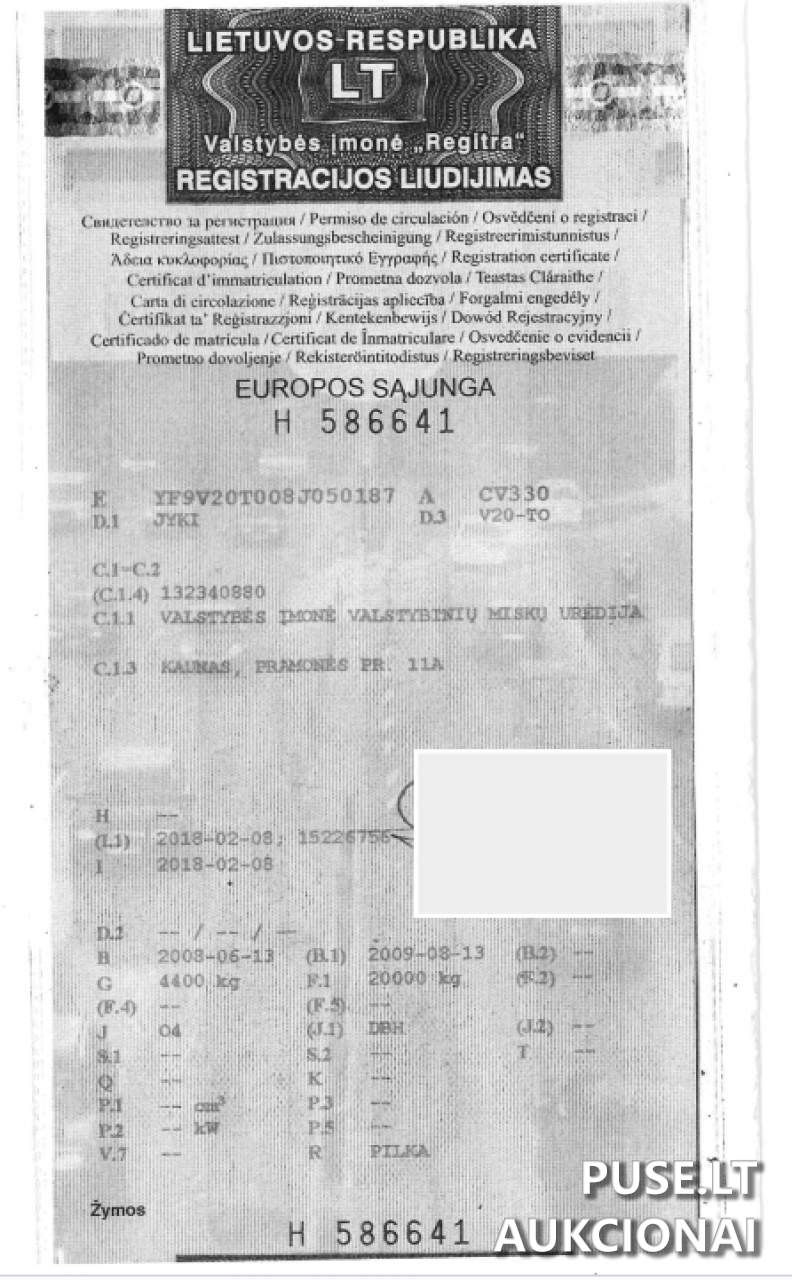 LIETUVOS RESPUBLIKA
LT
Valstybės įmonė „Regitra“
REGISTRACIJOS LIUDIJIMAS
Свидетелство за регистрация / Permiso de circulación / Osvědčení o registraci /
Registreringsattest / Zulassungsbescheinigung / Registreerimistunnistus /
Άδεια κυκλοφορίας / Πιστοποιητικό Εγγραφής / Registration certificate /
Certificat d'immatriculation / Prometna dozvola / Teastas Cláraithe /
Carta di circolazione / Reģistrācijas apliecība / Forgalmi engedély /
Ċertifikat ta' Reġistrazzjoni / Kentekenbewijs / Dowód Rejestracyjny /
Certificado de matrícula / Certificat de Înmatriculare / Osvedčenie o evidencii /
Prometno dovoljenje / Rekisteröintitodistus / Registreringsbeviset
EUROPOS SĄJUNGA
H 586641
E YF9V20T008J050187 A CV330
D.1 JYKI D.3 V20-TO
C.1-C.2
(C.1.4) 132340880
C.1.1 VALSTYBĖS ĮMONĖ VALSTYBINIŲ MIŠKŲ URĖDIJA
C.1.3 KAUNAS, PRAMONĖS PR. 11A
H --
(I.1) 2018-02-08; 15226756
I 2018-02-08
D.2 -- / -- / --
B 2008-06-13 (B.1) 2009-08-13 (B.2) --
G 4400 kg F.1 20000 kg (F.2) --
(F.4) -- (F.5) --
J O4 (J.1) DBH (J.2) --
S.1 -- S.2 -- T --
Q -- K --
P.1 -- cm³ P.3 --
P.2 -- kW P.5 --
V.7 -- R PILKA
Žymos
H 586641
PUSE.LT
AUKCIONAI